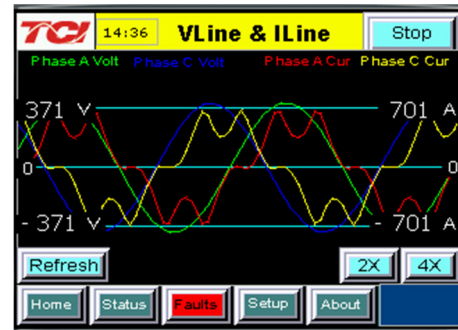 TCI 14:36 VLine & ILine Stop
Phase A Volt Phase C Volt Phase A Cur Phase C Cur
371 V 701 A
0 0
- 371 V - 701 A
Refresh 2X 4X
Home Status Faults Setup About